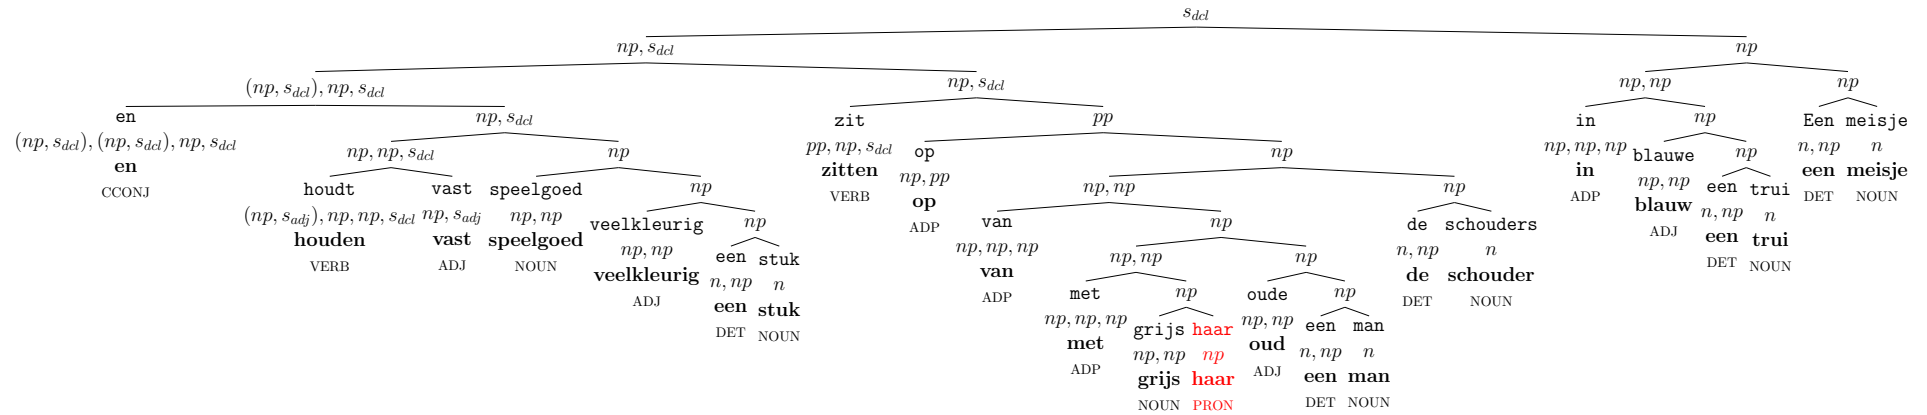 s_dcl
np, s_dcl np
(np, s_dcl), np, s_dcl np, s_dcl np, np np
en np, s_dcl zit pp in np Een meisje
(np, s_dcl), (np, s_dcl), np, s_dcl np, np, s_dcl np pp, np, s_dcl op np np, np, np blauwe np n, np n
en houdt vast speelgoed np zitten np, pp np, np np in np, np een trui een meisje
CCONJ (np, s_adj), np, np, s_dcl np, s_adj np, np veelkleurig np VERB op van np de schouders ADP blauw n, np n DET NOUN
houden vast speelgoed np, np een stuk ADP np, np, np np, np np n, np n ADJ een trui
VERB ADJ NOUN veelkleurig n, np n van met np oude np de schouder DET NOUN
ADJ een stuk ADP np, np, np grijs haar np, np een man DET NOUN
DET NOUN met np, np np oud n, np n
ADP grijs haar ADJ een man
NOUN PRON DET NOUN